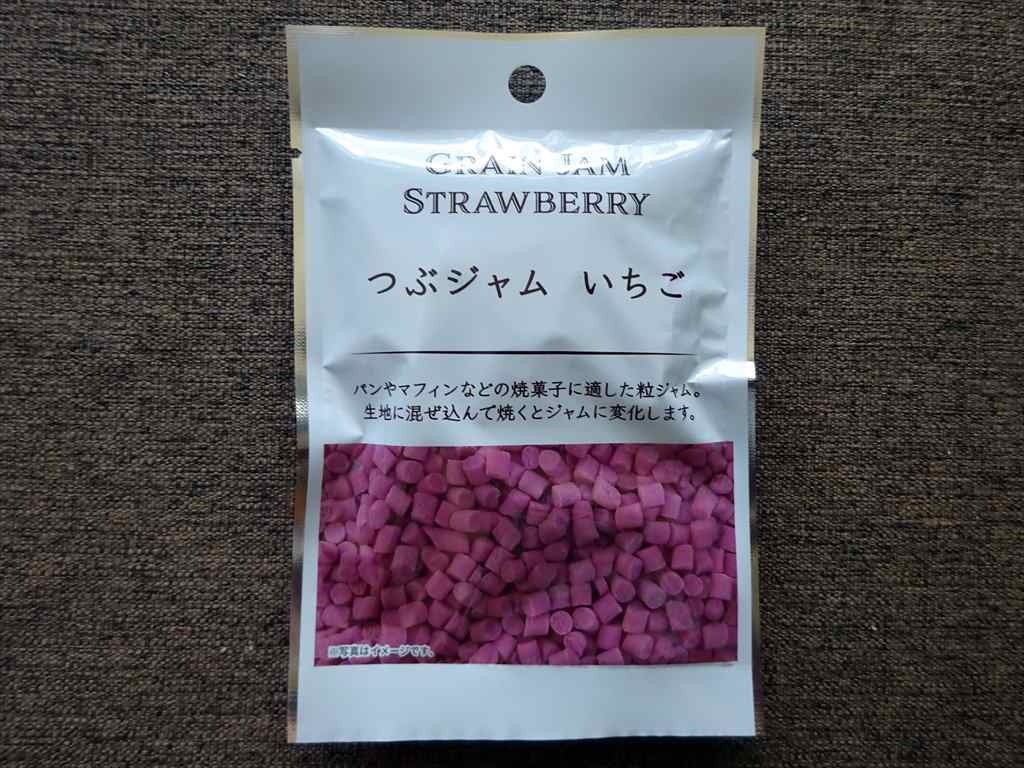 GRAIN JAM
STRAWBERRY
つぶジャム いちご
パンやマフィンなどの焼菓子に適した粒ジャム。
生地に混ぜ込んで焼くとジャムに変化します。
※写真はイメージです。